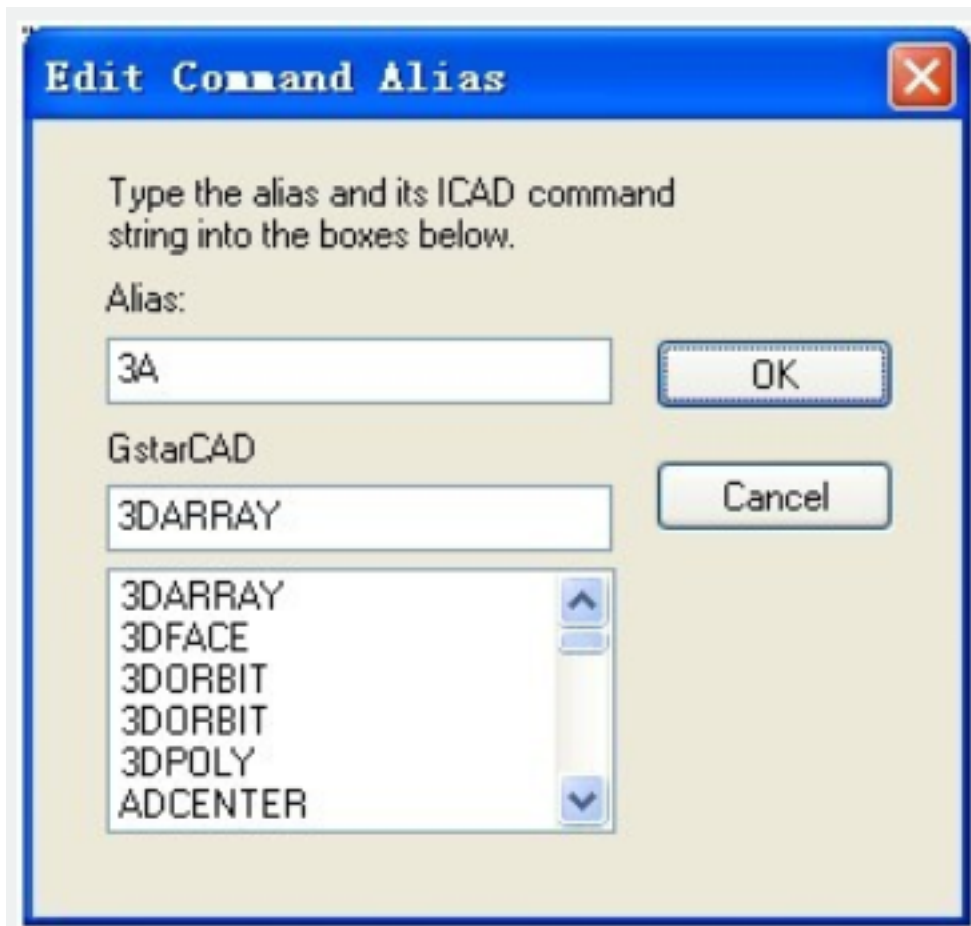 Edit Command Alias
Type the alias and its ICAD command
string into the boxes below.
Alias:
3A
OK
GstarCAD
3DARRAY
Cancel
3DARRAY
3DFACE
3DORBIT
3DORBIT
3DPOLY
ADCENTER